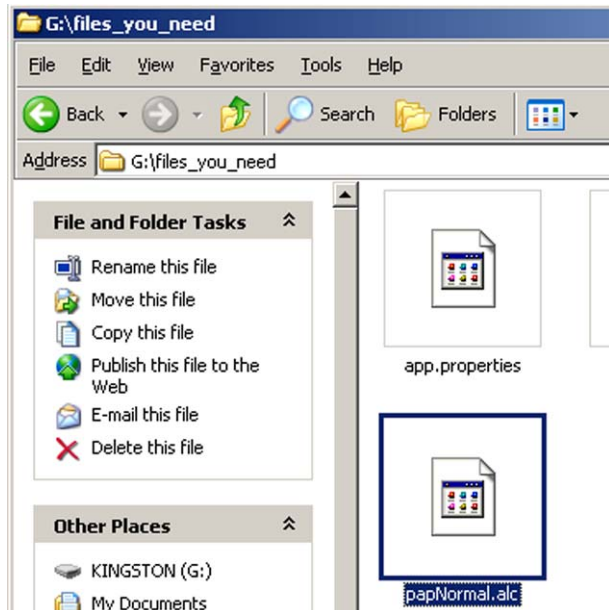 G:\files_you_need
File Edit View Favorites Tools Help
Back Search Folders
Address G:\files_you_need
File and Folder Tasks
Rename this file
Move this file
Copy this file
Publish this file to the
Web
E-mail this file
Delete this file
Other Places
KINGSTON (G:)
My Documents
app.properties
papNormal.alc